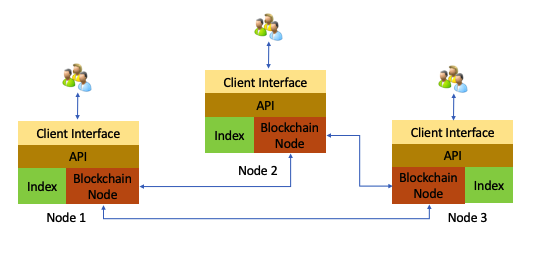 Client Interface
API
Index
Blockchain
Node
Node 1
Client Interface
API
Index
Blockchain
Node
Node 2
Client Interface
API
Blockchain
Node
Index
Node 3